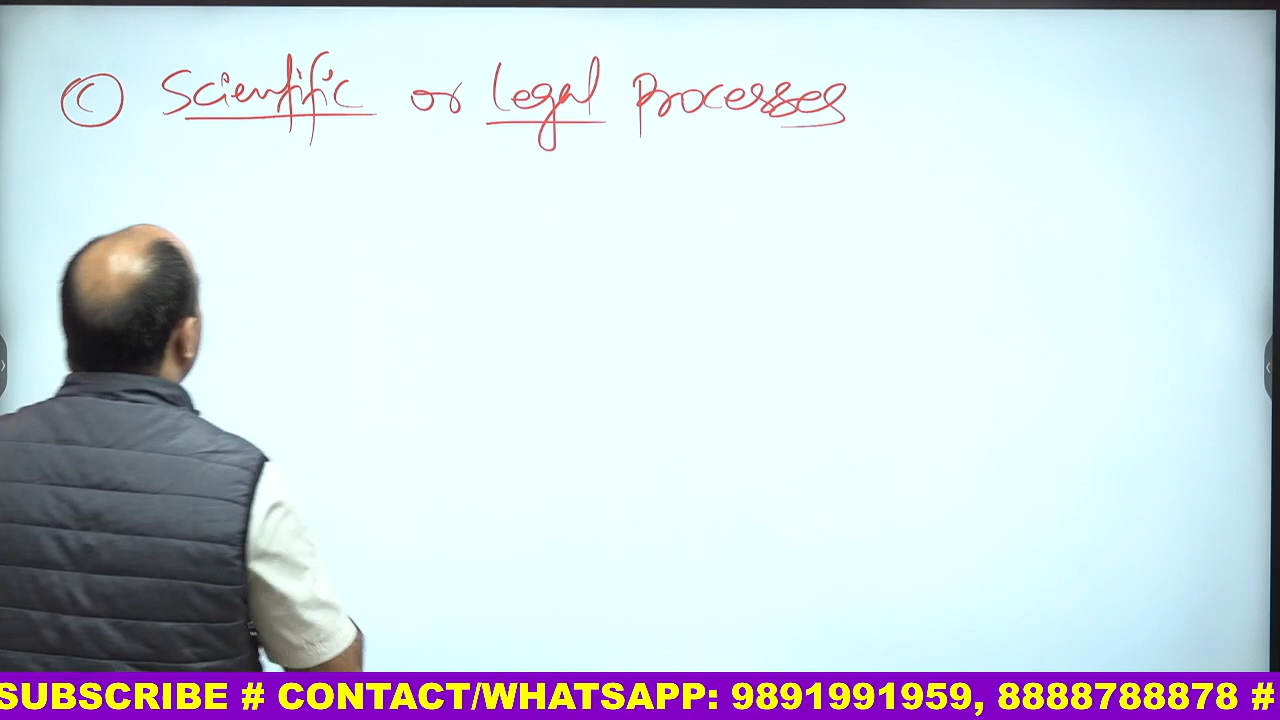 (C) Scientific or Legal Processes
SUBSCRIBE # CONTACT/WHATSAPP: 9891991959, 8888788878 #